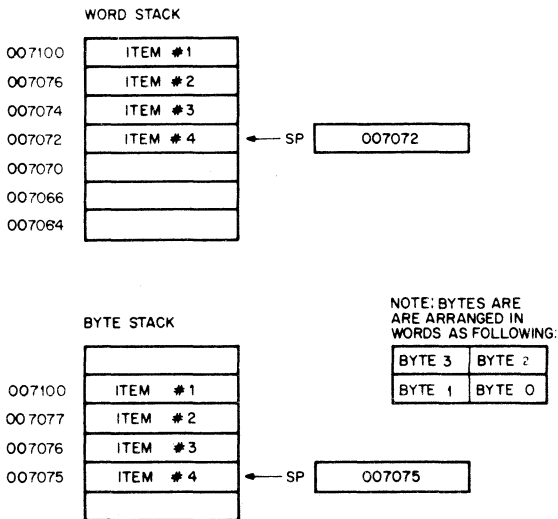 WORD STACK
007100 ITEM #1
007076 ITEM #2
007074 ITEM #3
007072 ITEM #4 SP 007072
007070
007066
007064
NOTE: BYTES ARE
ARE ARRANGED IN
WORDS AS FOLLOWING:
BYTE 3 BYTE 2
BYTE 1 BYTE 0
BYTE STACK
007100 ITEM #1
007077 ITEM #2
007076 ITEM #3
007075 ITEM #4 SP 007075